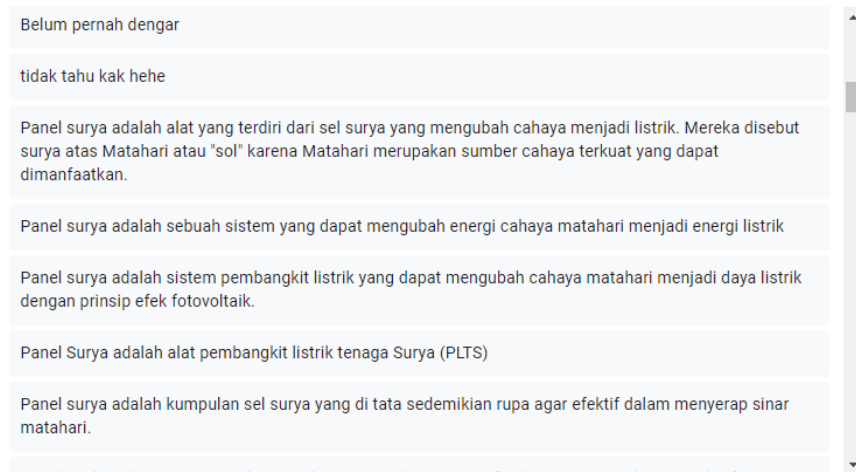 Belum pernah dengar
tidak tahu kak hehe
Panel surya adalah alat yang terdiri dari sel surya yang mengubah cahaya menjadi listrik. Mereka disebut
surya atas Matahari atau "sol" karena Matahari merupakan sumber cahaya terkuat yang dapat
dimanfaatkan.
Panel surya adalah sebuah sistem yang dapat mengubah energi cahaya matahari menjadi energi listrik
Panel surya adalah sistem pembangkit listrik yang dapat mengubah cahaya matahari menjadi daya listrik
dengan prinsip efek fotovoltaik.
Panel Surya adalah alat pembangkit listrik tenaga Surya (PLTS)
Panel surya adalah kumpulan sel surya yang di tata sedemikian rupa agar efektif dalam menyerap sinar
matahari.